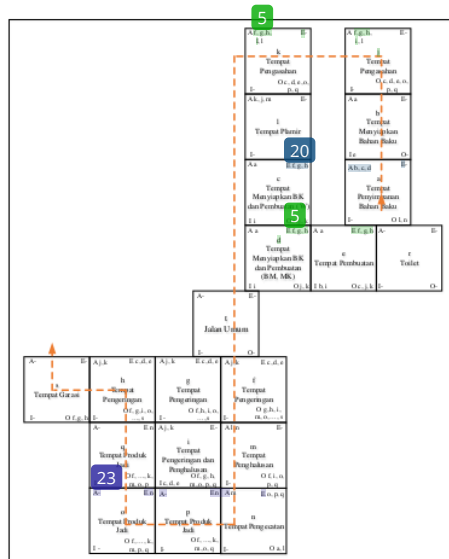 5
A f, g, h, i, l E-
k
Tempat
Pengasahan
O c, d, e, o, p, q
I-
A f, g, h, i, l E-
j
Tempat
Pengasahan
O c, d, e, o, p, q
I-
A k, j, m E-
l
Tempat Plamir
I- O-
A a E-
b
Tempat
Menyiapkan
Bahan Baku
I e O-
20
A a E f, g, h
c
Tempat
Menyiapkan BK
dan Pembuatan
I i
A b, c, d E-
a
Tempat
Penyimpanan
Bahan Baku
I- O l, n
5
A a E f, g, h
d
Tempat
Menyiapkan BK
dan Pembuatan
(BM, MK)
I i O j, k
A a E f, g, h
e
Tempat Pembuatan
I h, i O c, j, k
A- E-
r
Toilet
I- O-
A- E-
t
Jalan Umum
I- O-
A- E-
s
Tempat Garasi
I- O f, g, h
A j, k E c, d, e
h
Tempat
Pengeringan
O f, g, i, o, ...., s
I-
A j, k E c, d, e
g
Tempat
Pengeringan
O f, h, i, o, ...., s
I-
A j, k E c, d, e
f
Tempat
Pengeringan
O g, h, i, m, o, ...., s
I-
A- E n
q
Tempat Produk
Jadi
O f, ...., k, m, o, p
I-
A j, k E-
i
Tempat
Pengeringan dan
Penghalusan
O f, g, h, m, o, p, q
I c, d, e
A l, n E-
m
Tempat
Penghalusan
O f, i, o, p, q
I-
23
A- E n
o
Tempat Produk
Jadi
O f, ...., k, m, p, q
I-
A- E n
p
Tempat Produk
Jadi
O f, ...., k, m, o, q
I-
E o, p, q
n
Tempat Pengecatan
I- O a, l